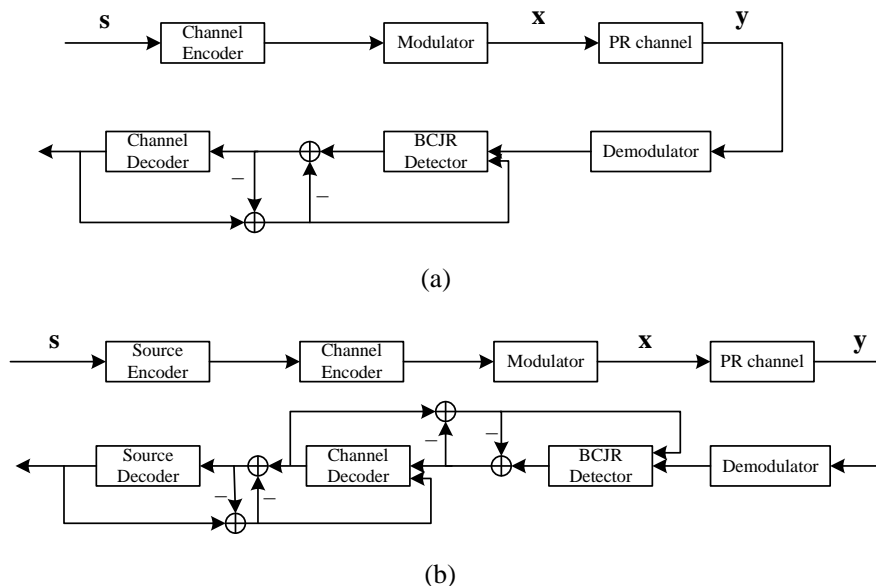 s
Channel
Encoder
Modulator
x
PR channel
y
Channel
Decoder
BCJR
Detector
Demodulator
–
–
(a)
s
Source
Encoder
Channel
Encoder
Modulator
x
PR channel
y
–
–
Source
Decoder
Channel
Decoder
BCJR
Detector
Demodulator
–
–
(b)